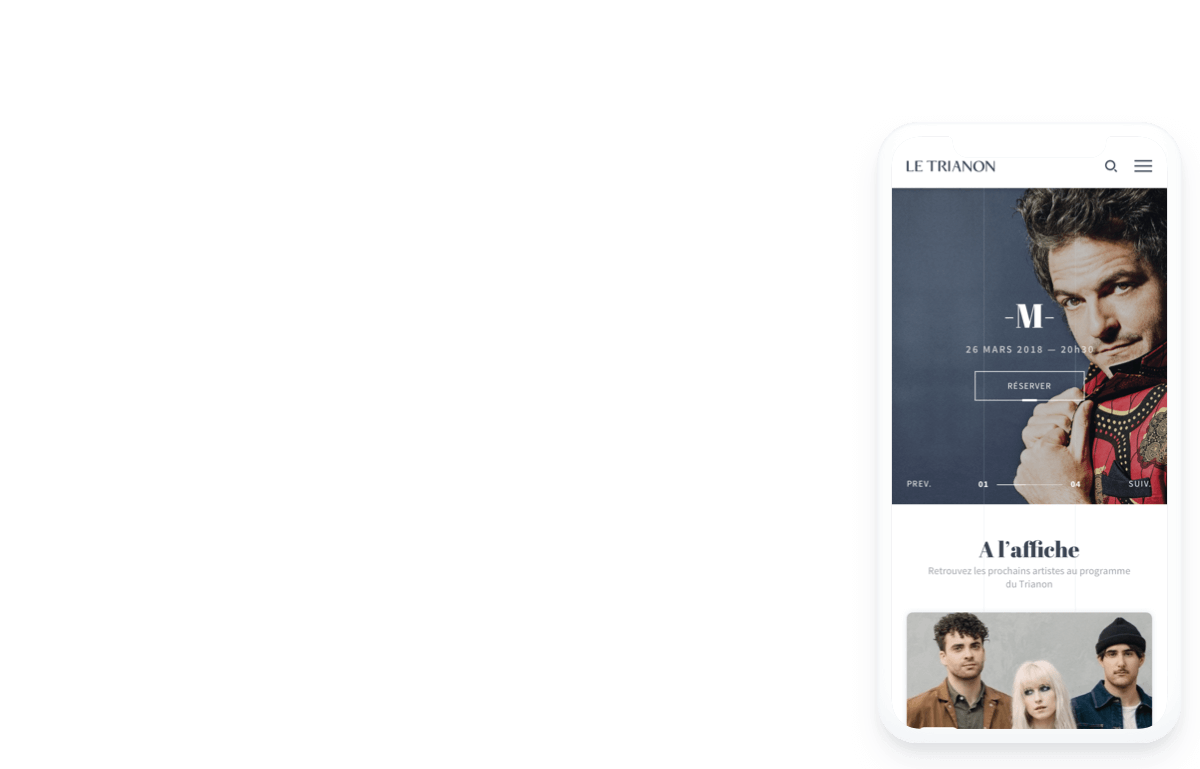 LE TRIANON
-M-
26 MARS 2018 — 20h30
RÉSERVER
PREV. 01 04 SUIV.
A l’affiche
Retrouvez les prochains artistes au programme
du Trianon